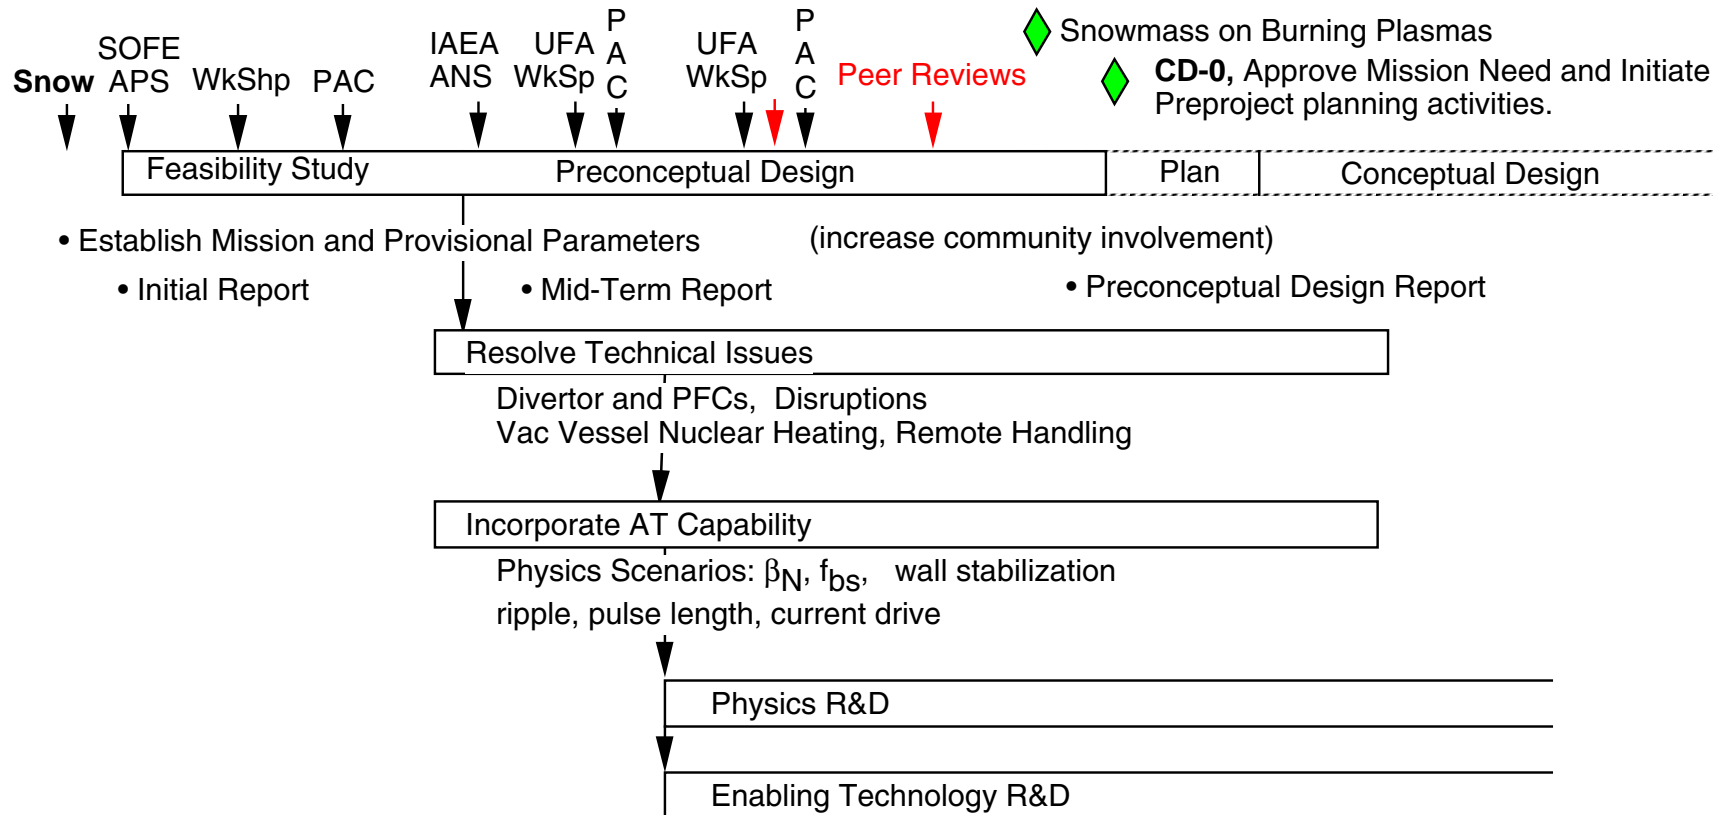 Snow
SOFE
APS
WkShp
PAC
IAEA
ANS
UFA
WkSp
P
A
C
UFA
WkSp
P
A
C
Peer Reviews
Snowmass on Burning Plasmas
CD-0, Approve Mission Need and Initiate
Preproject planning activities.
Feasibility Study
Preconceptual Design
Plan
Conceptual Design
• Establish Mission and Provisional Parameters
(increase community involvement)
• Initial Report
• Mid-Term Report
• Preconceptual Design Report
Resolve Technical Issues
Divertor and PFCs, Disruptions
Vac Vessel Nuclear Heating, Remote Handling
Incorporate AT Capability
Physics Scenarios: βN, fbs, wall stabilization
ripple, pulse length, current drive
Physics R&D
Enabling Technology R&D